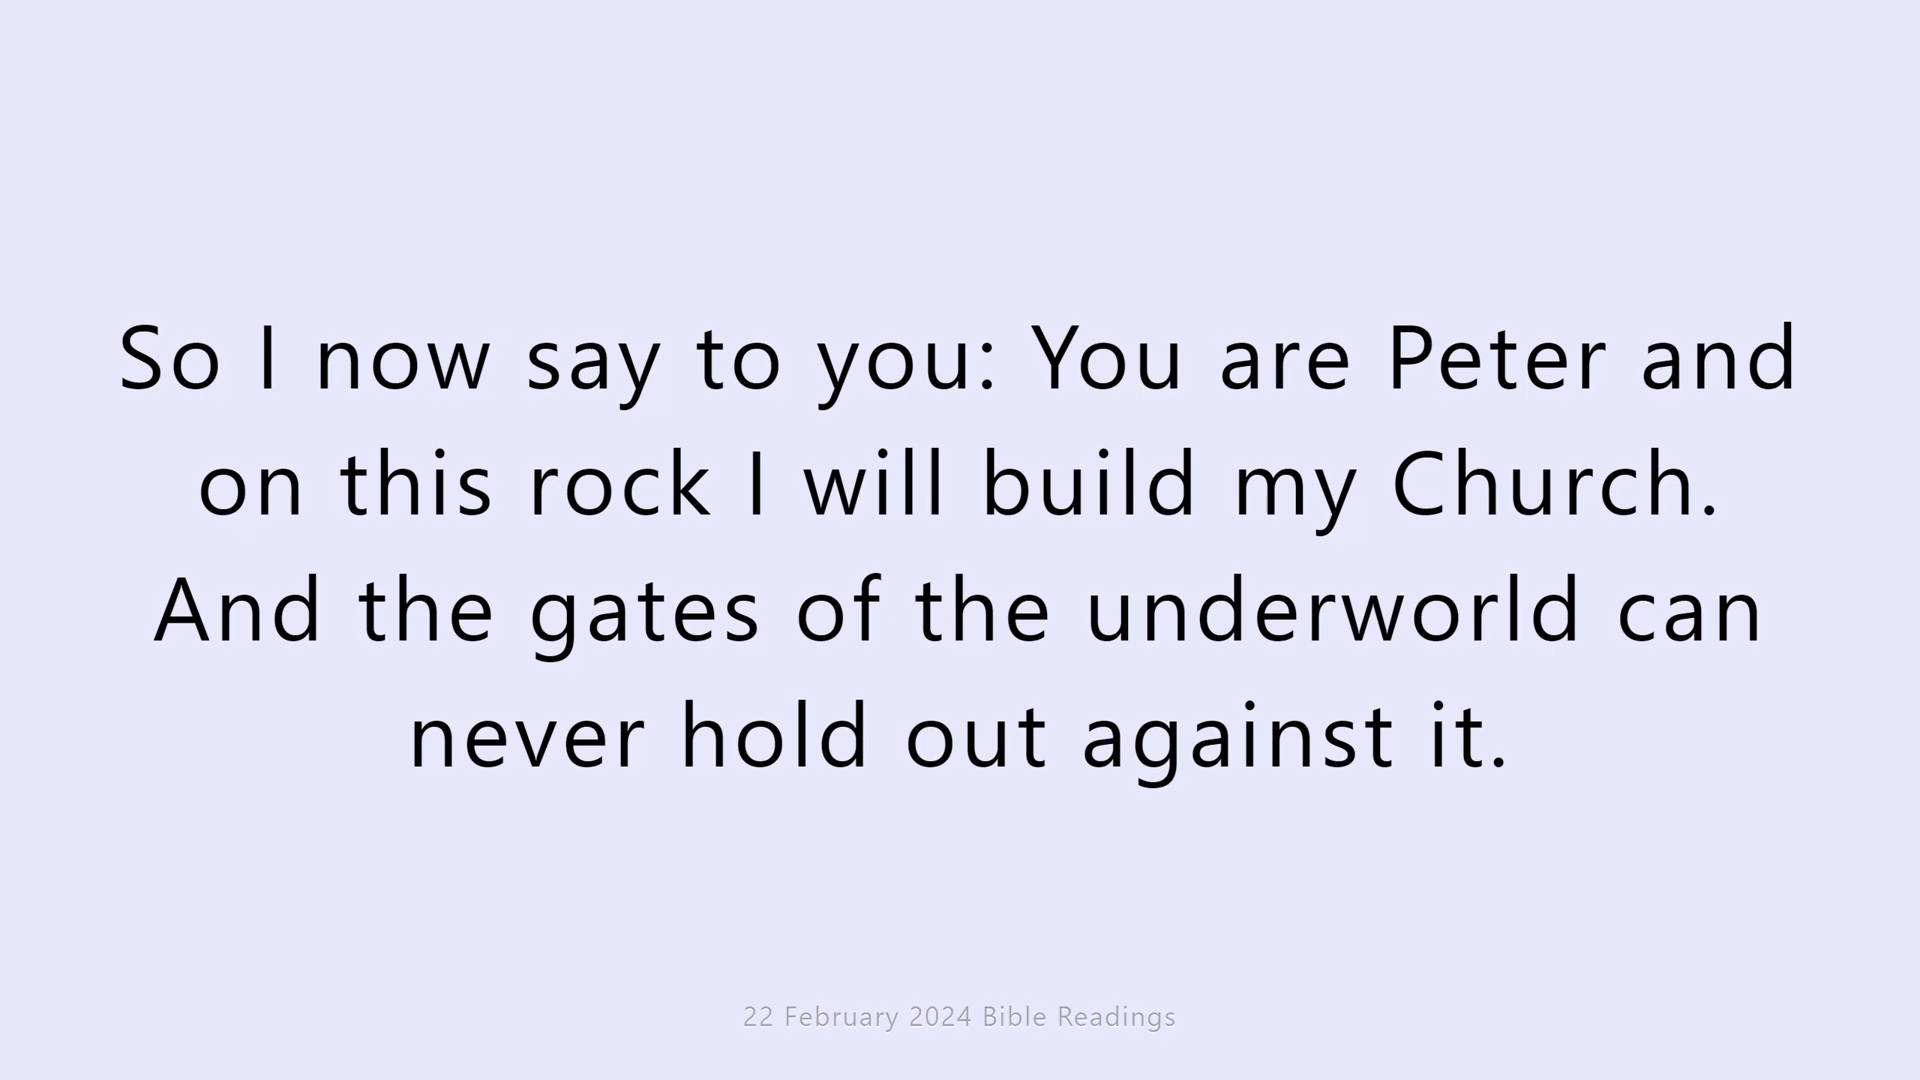 So I now say to you: You are Peter and
on this rock I will build my Church.
And the gates of the underworld can
never hold out against it.
22 February 2024 Bible Readings